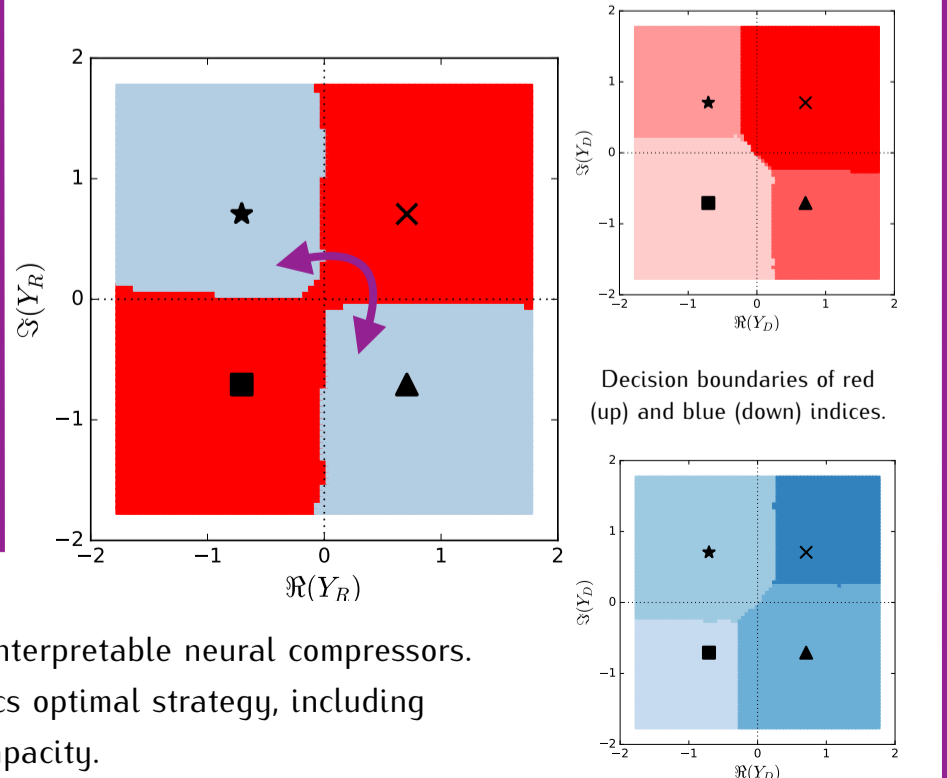 2
1
0
−1
−2
−2
−1
0
1
2
ℑ(Y_R)
ℜ(Y_R)
2
1
0
−1
−2
−2
−1
0
1
2
ℑ(Y_D)
ℜ(Y_D)
Decision boundaries of red
(up) and blue (down) indices.
2
1
0
−1
−2
−2
−1
0
1
2
ℑ(Y_D)
ℜ(Y_D)
nterpretable neural compressors.
cs optimal strategy, including
pacity.